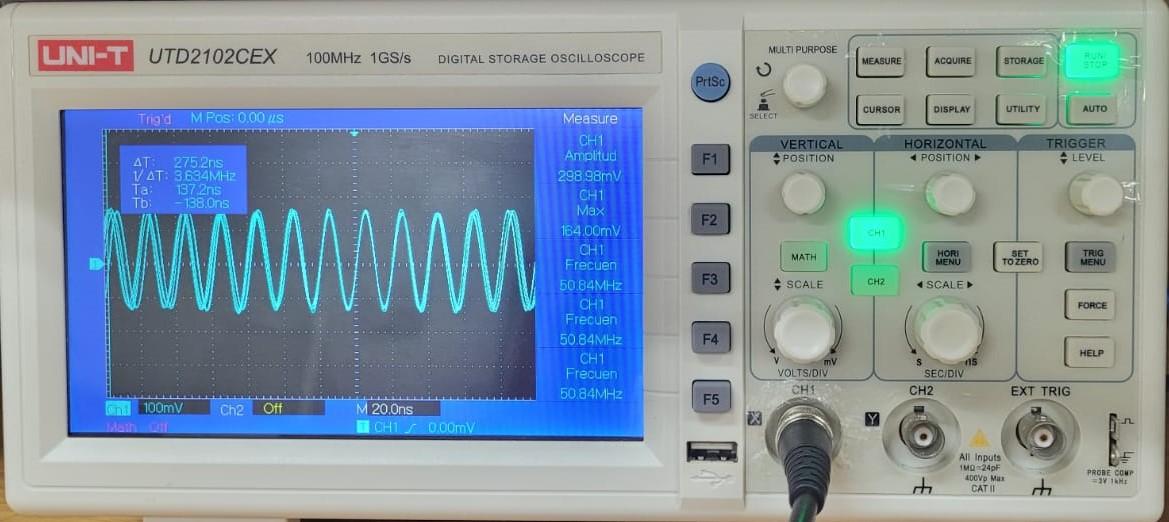 UNI-T UTD2102CEX 100MHz 1GS/s DIGITAL STORAGE OSCILLOSCOPE
Trig'd M Pos: 0.00 μs Measure
ΔT: 275.2ns
1/ΔT: 3.634MHz
Ta: 137.2ns
Tb: -138.0ns
CH1
Amplitud
298.98mV
CH1
Max
164.00mV
CH1
Frecuen
50.84MHz
CH1
Frecuen
50.84MHz
CH1
Frecuen
50.84MHz
Ch1 100mV Ch2 Off M 20.0ns
Math Off T CH1 0.00mV
PrtSc
F1
F2
F3
F4
F5
MULTI PURPOSE
SELECT
MEASURE ACQUIRE STORAGE RUN/STOP
CURSOR DISPLAY UTILITY AUTO
VERTICAL HORIZONTAL TRIGGER
POSITION POSITION LEVEL
CH1
MATH HORI MENU SET TO ZERO TRIG MENU
CH2
SCALE SCALE
FORCE
HELP
V mV S nS
VOLTS/DIV SEC/DIV
CH1 CH2 EXT TRIG
X Y
All Inputs
1MΩ=24pF
400Vp Max
CAT II
PROBE COMP
≈3V 1kHz